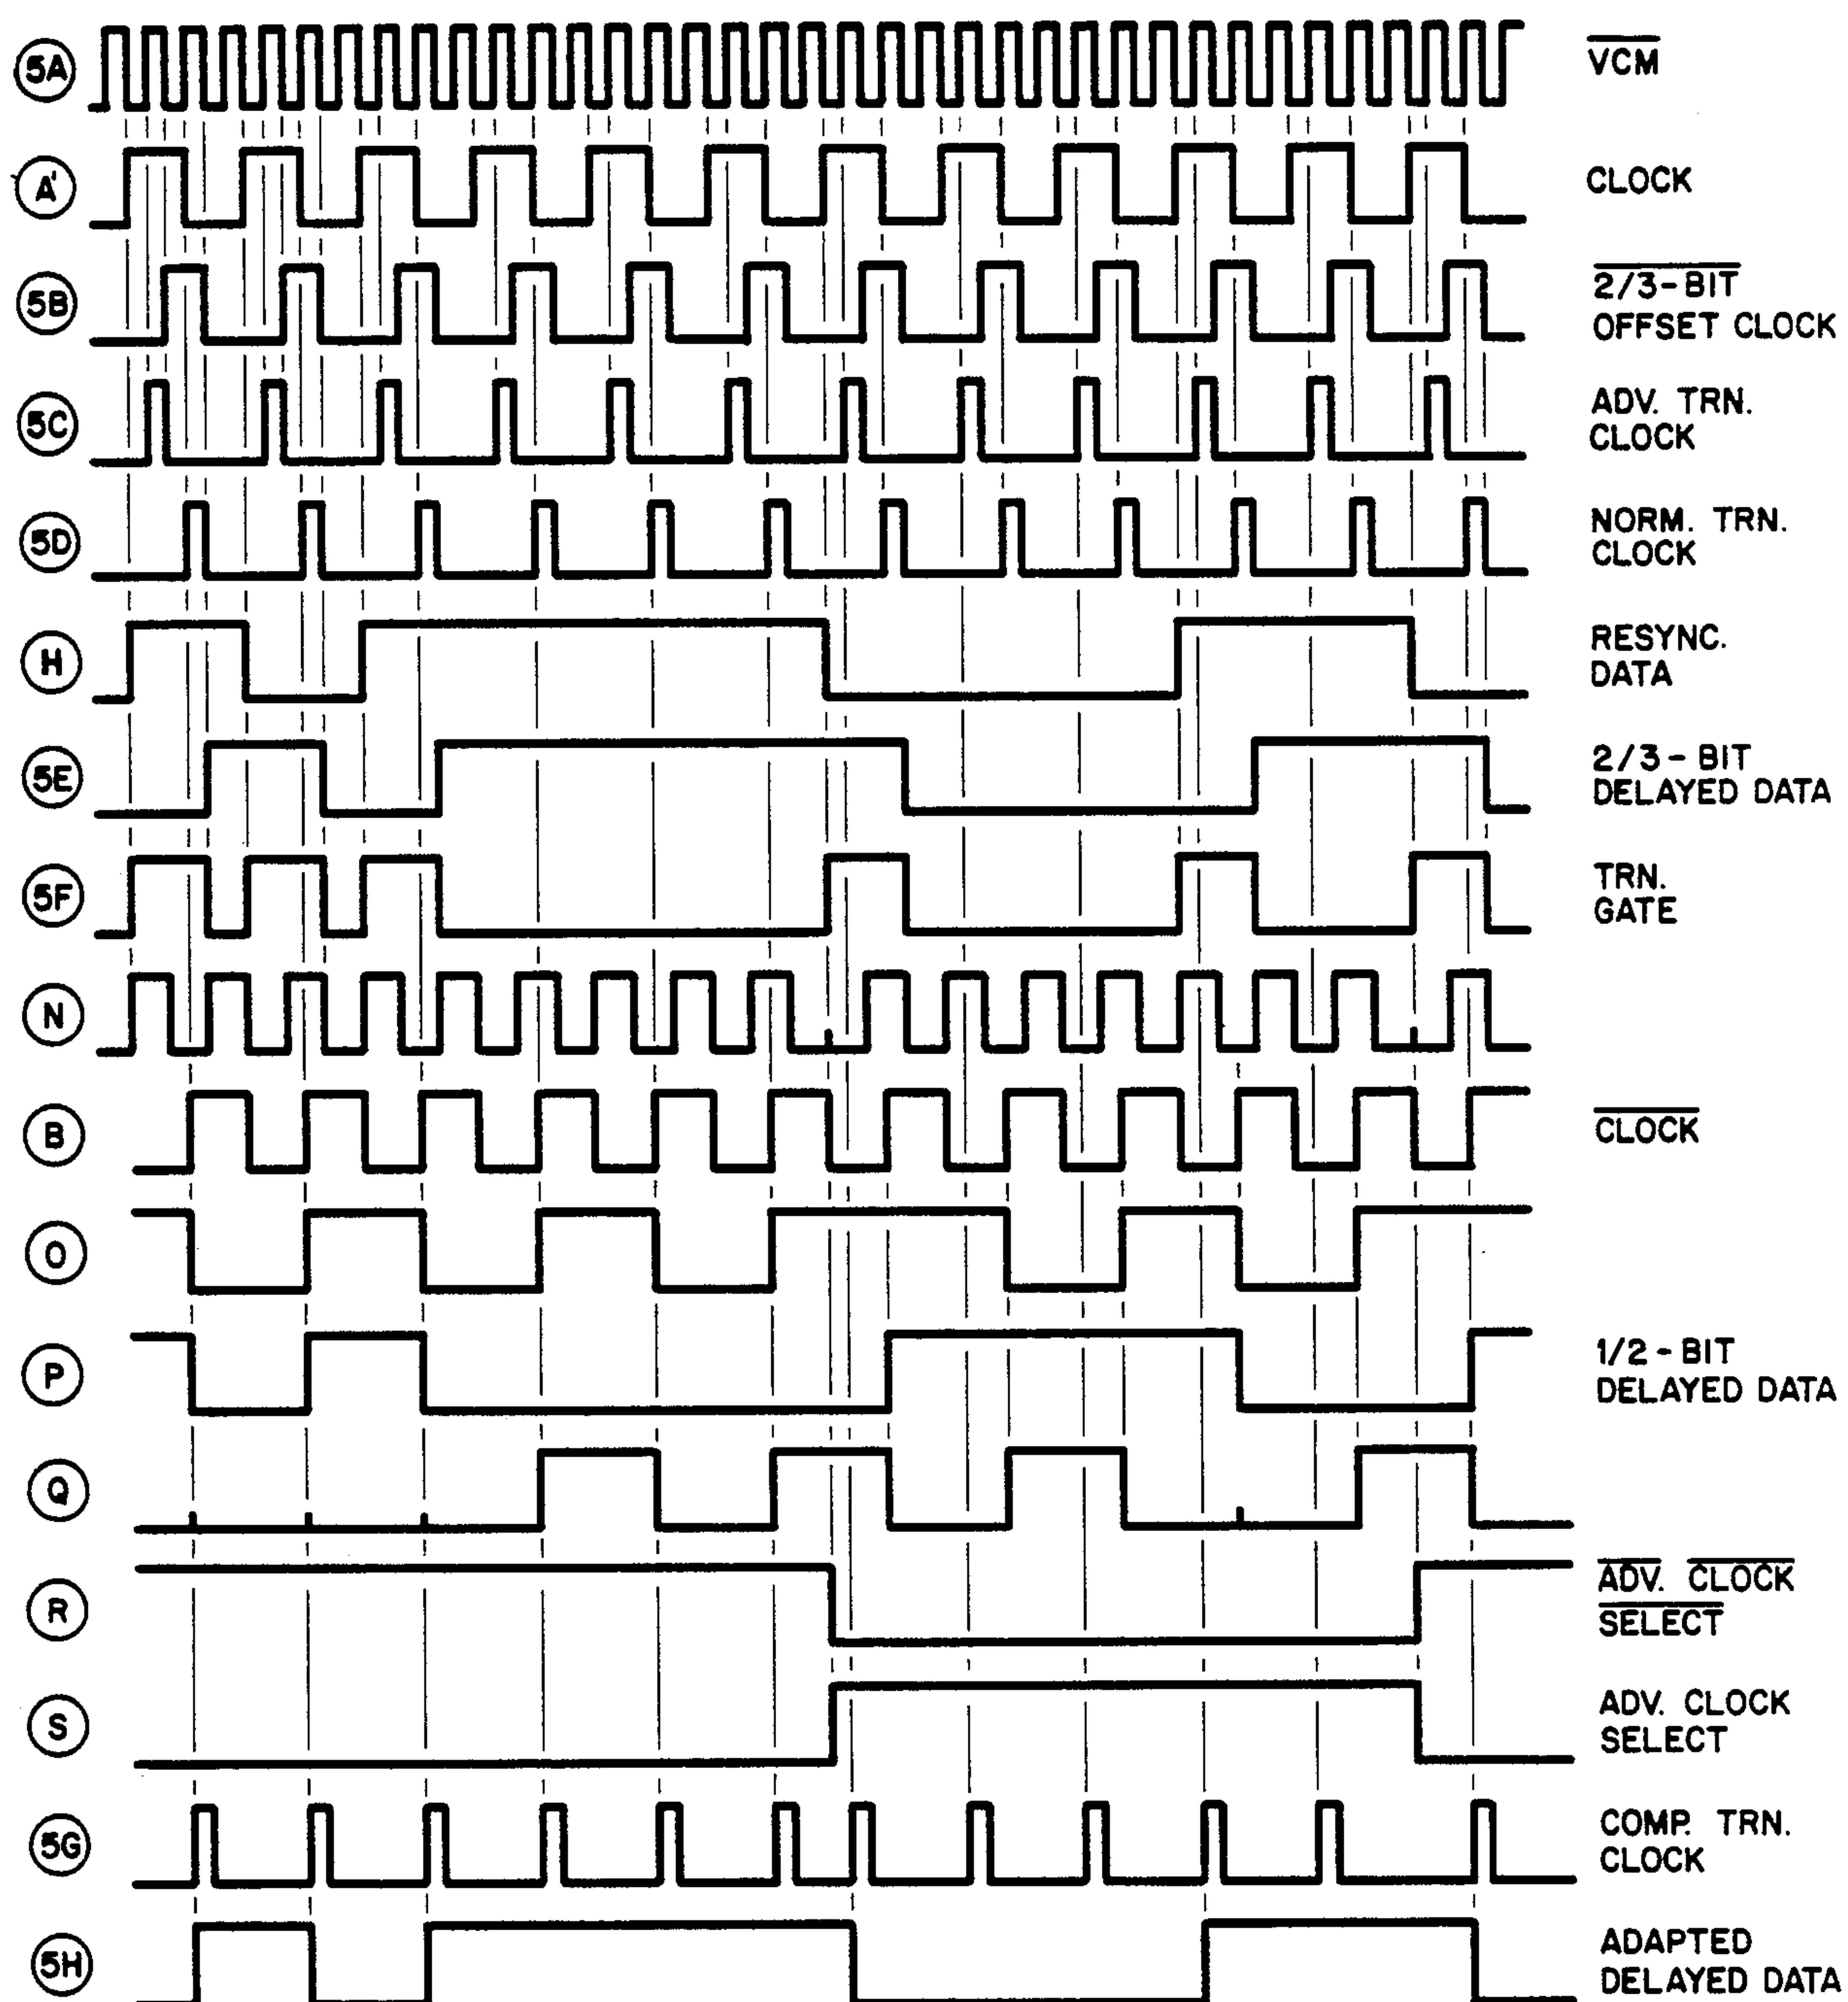 5A VCM
A' CLOCK
5B 2/3-BIT
OFFSET CLOCK
5C ADV. TRN.
CLOCK
5D NORM. TRN.
CLOCK
H RESYNC.
DATA
5E 2/3-BIT
DELAYED DATA
5F TRN.
GATE
N
B CLOCK
O
P 1/2-BIT
DELAYED DATA
Q
R ADV. CLOCK
SELECT
S ADV. CLOCK
SELECT
5G COMP. TRN.
CLOCK
5H ADAPTED
DELAYED DATA